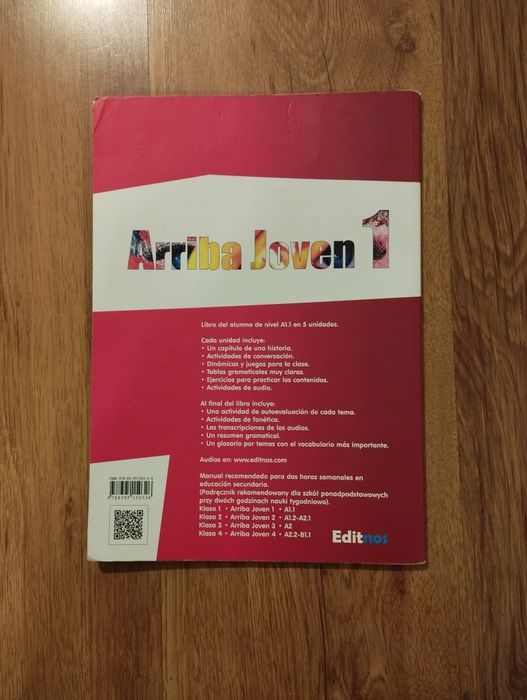 Arriba Joven 1
Libro del alumno de nivel A1.1 en 5 unidades.
Cada unidad incluye:
• Un capítulo de una historia.
• Actividades de conversación.
• Dinámicas y juegos para la clase.
• Tablas gramaticales muy claras.
• Ejercicios para practicar los contenidos.
• Actividades de audio.
Al final del libro incluye:
• Una actividad de autoevaluación de cada tema.
• Actividades de fonética.
• Las transcripciones de los audios.
• Un resumen gramatical.
• Un glosario por temas con el vocabulario más importante.
Audios en: www.editnos.com
Manual recomendado para dos horas semanales en
educación secundaria.
(Podręcznik rekomendowany dla szkół ponadpodstawowych
przy dwóch godzinach nauki tygodniowo).
Klasa 1 • Arriba Joven 1 • A1.1
Klasa 2 • Arriba Joven 2 • A1.2-A2.1
Klasa 3 • Arriba Joven 3 • A2
Klasa 4 • Arriba Joven 4 • A2.2-B1.1
Editnos